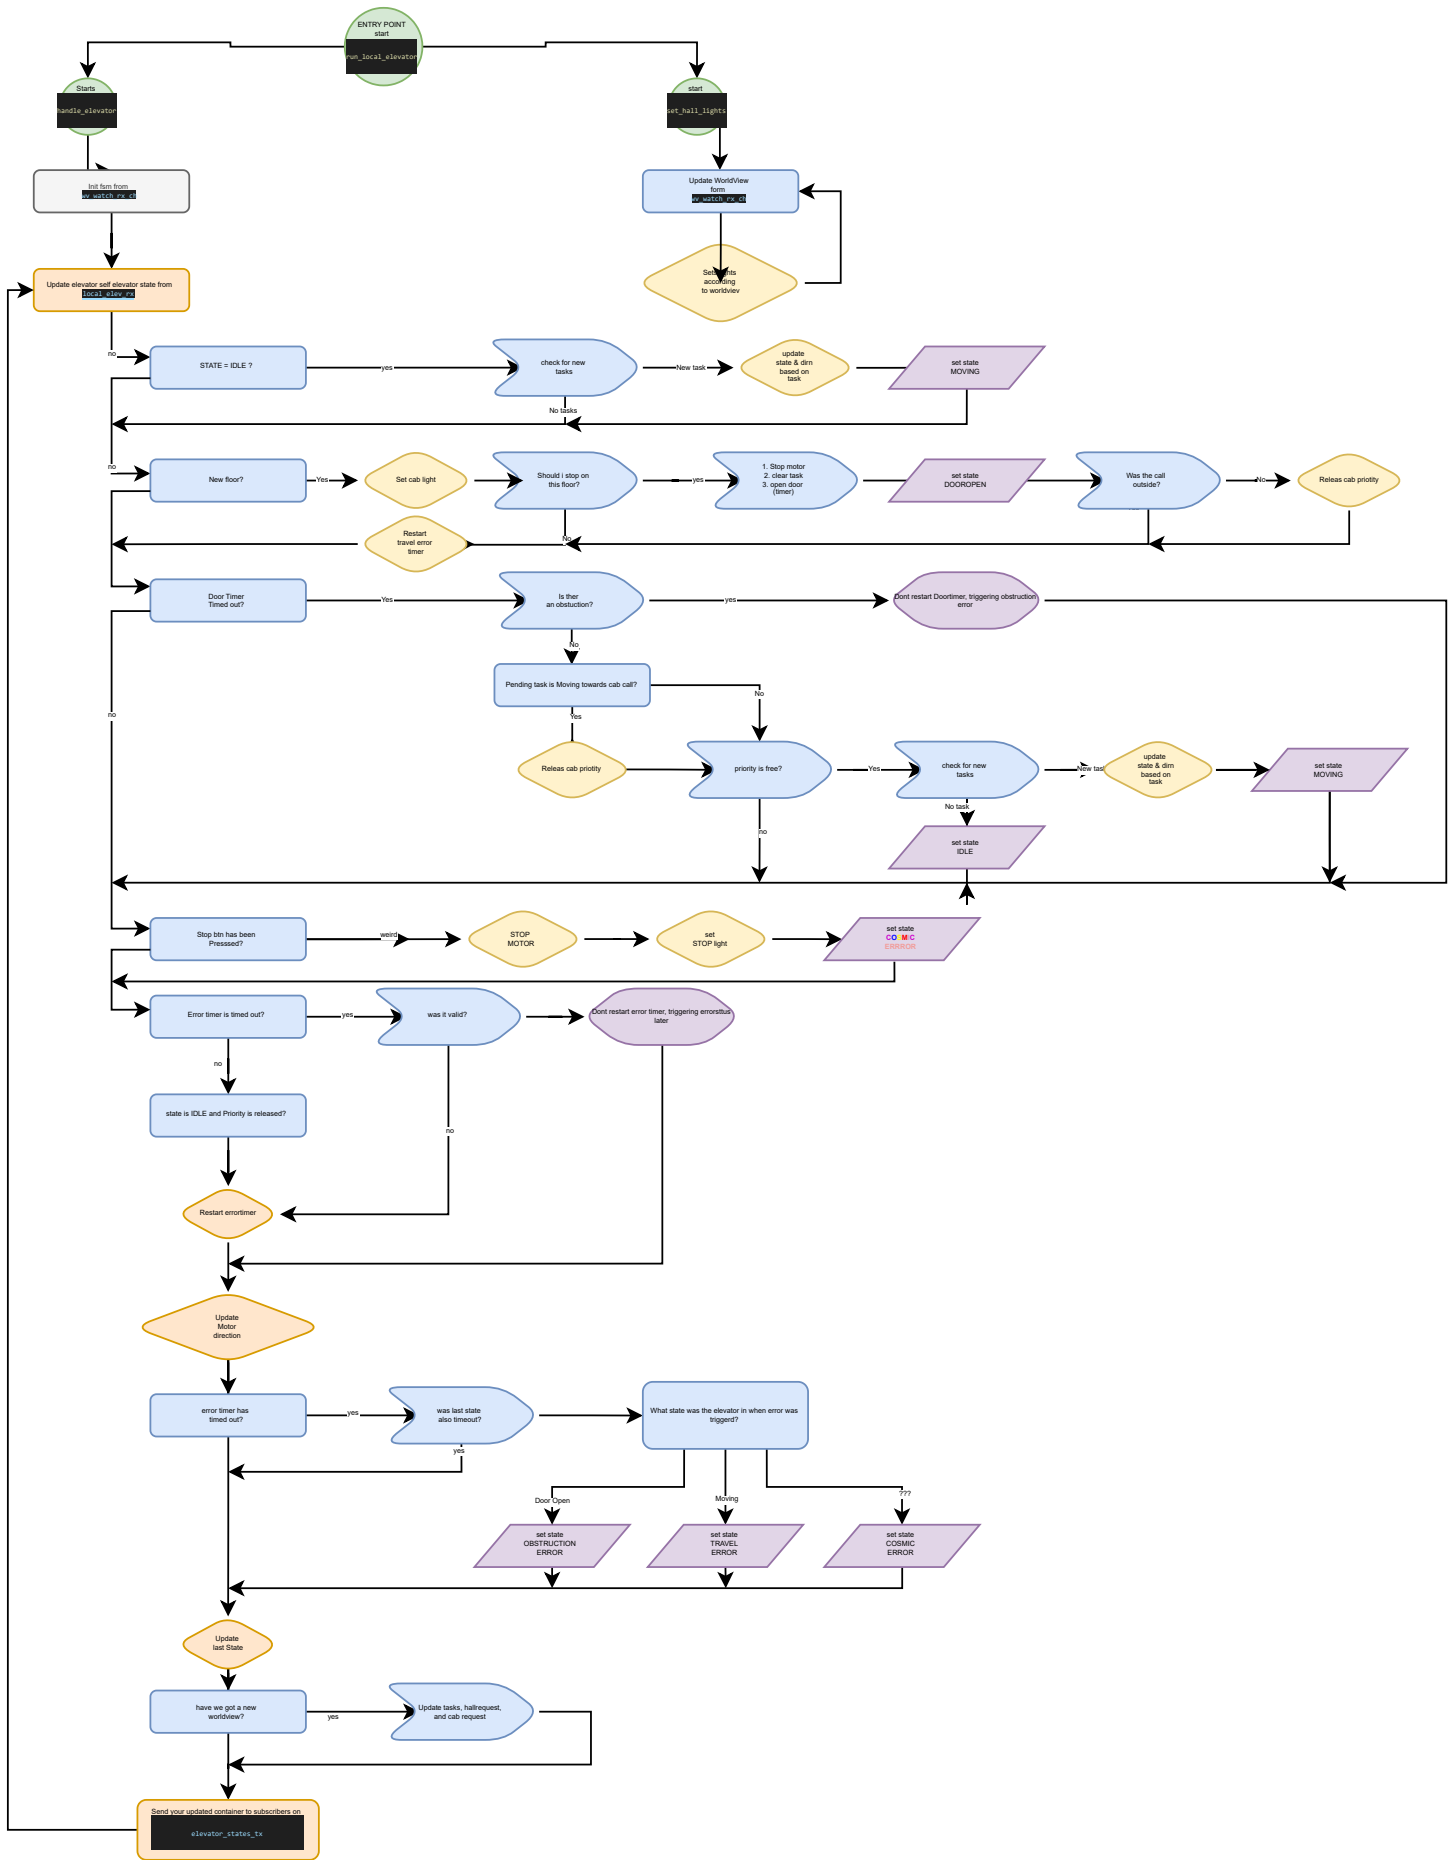 ENTRY POINT
start
run_local_elevator
Starts
handle_elevator
start
set_hall_lights
Init fsm from
wv_watch_rx_ch
Update WorldView
form
wv_watch_rx_ch
Sets lights
according
to worldviev
Update elevator self elevator state from
local_elev_rx
no
STATE = IDLE ?
yes
check for new
tasks
New task
update
state & dirn
based on
task
set state
MOVING
No tasks
no
New floor?
Yes
Set cab light
Should i stop on
this floor?
yes
1. Stop motor
2. clear task
3. open door
(timer)
set state
DOOROPEN
Was the call
outside?
No
Releas cab priotity
Restart
travel error
timer
No
Door Timer
Timed out?
Yes
Is ther
an obstuction?
yes
Dont restart Doortimer, triggering obstruction
error
No
Pending task is Moving towards cab call?
No
Yes
no
Releas cab priotity
priority is free?
Yes
check for new
tasks
New task
update
state & dirn
based on
task
set state
MOVING
No task
no
set state
IDLE
Stop btn has been
Presssed?
weird
STOP
MOTOR
set
STOP light
set state
ERRROR
Error timer is timed out?
yes
was it valid?
Dont restart error timer, triggering errorsttus
later
no
state is IDLE and Priority is released?
no
Restart errortimer
Update
Motor
direction
error timer has
timed out?
yes
was last state
also timeout?
What state was the elevator in when error was
triggerd?
yes
Door Open
Moving
???
set state
OBSTRUCTION
ERROR
set state
TRAVEL
ERROR
set state
COSMIC
ERROR
Update
last State
have we got a new
worldview?
yes
Update tasks, hallrequest,
and cab request
Send your updated container to subscribers on
elevator_states_tx